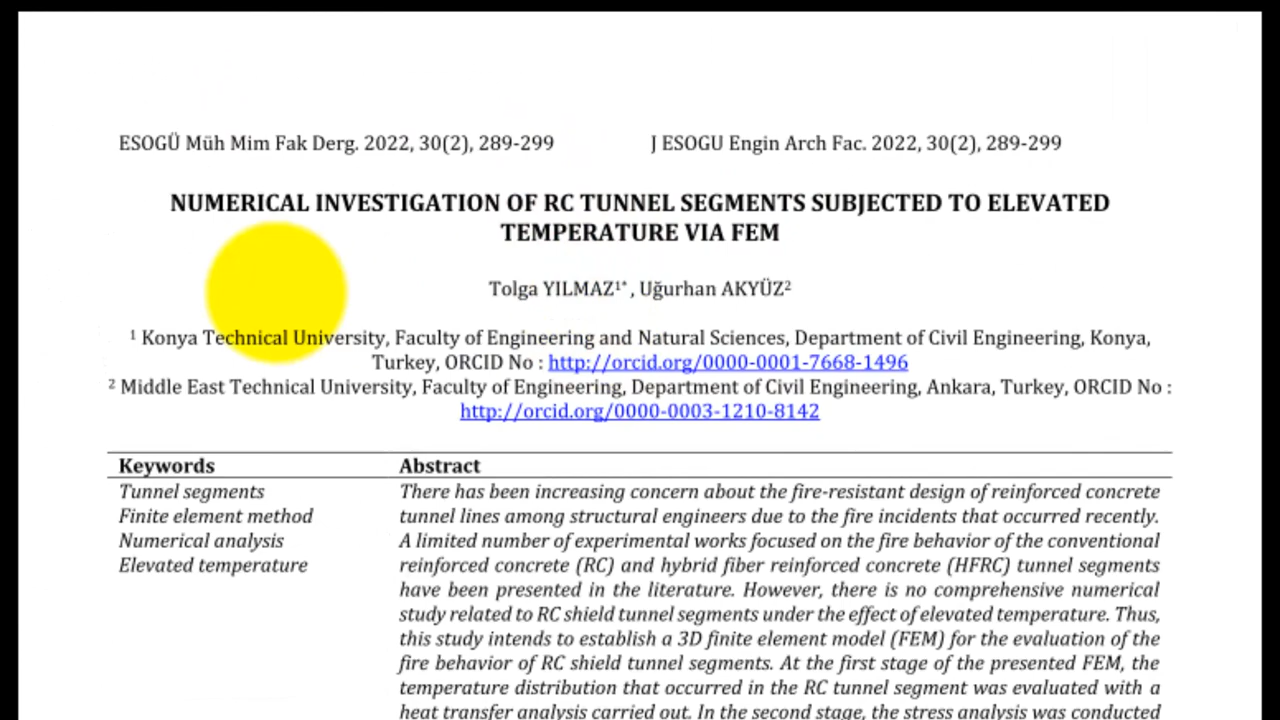 ESOGÜ Müh Mim Fak Derg. 2022, 30(2), 289-299 J ESOGU Engin Arch Fac. 2022, 30(2), 289-299
NUMERICAL INVESTIGATION OF RC TUNNEL SEGMENTS SUBJECTED TO ELEVATED
TEMPERATURE VIA FEM
Tolga YILMAZ¹*, Uğurhan AKYÜZ²
¹ Konya Technical University, Faculty of Engineering and Natural Sciences, Department of Civil Engineering, Konya,
Turkey, ORCID No : http://orcid.org/0000-0001-7668-1496
² Middle East Technical University, Faculty of Engineering, Department of Civil Engineering, Ankara, Turkey, ORCID No :
http://orcid.org/0000-0003-1210-8142
Keywords
Tunnel segments
Finite element method
Numerical analysis
Elevated temperature
Abstract
There has been increasing concern about the fire-resistant design of reinforced concrete
tunnel lines among structural engineers due to the fire incidents that occurred recently.
A limited number of experimental works focused on the fire behavior of the conventional
reinforced concrete (RC) and hybrid fiber reinforced concrete (HFRC) tunnel segments
have been presented in the literature. However, there is no comprehensive numerical
study related to RC shield tunnel segments under the effect of elevated temperature. Thus,
this study intends to establish a 3D finite element model (FEM) for the evaluation of the
fire behavior of RC shield tunnel segments. At the first stage of the presented FEM, the
temperature distribution that occurred in the RC tunnel segment was evaluated with a
heat transfer analysis carried out. In the second stage, the stress analysis was conducted